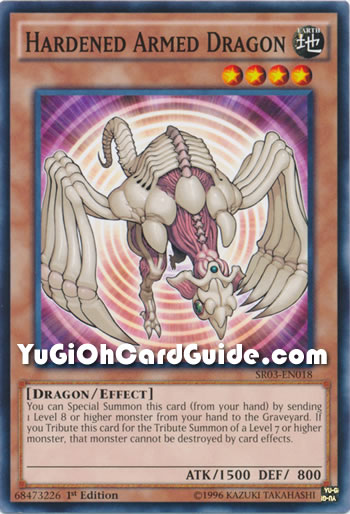 HARDENED ARMED DRAGON
EARTH
地
YuGiOhCardGuide.com
SR03-EN018
[DRAGON/EFFECT]
You can Special Summon this card (from your hand) by sending
1 Level 8 or higher monster from your hand to the Graveyard. If
you Tribute this card for the Tribute Summon of a Level 7 or higher
monster, that monster cannot be destroyed by card effects.
ATK/1500 DEF/ 800
68473226 1st Edition ©1996 KAZUKI TAKAHASHI